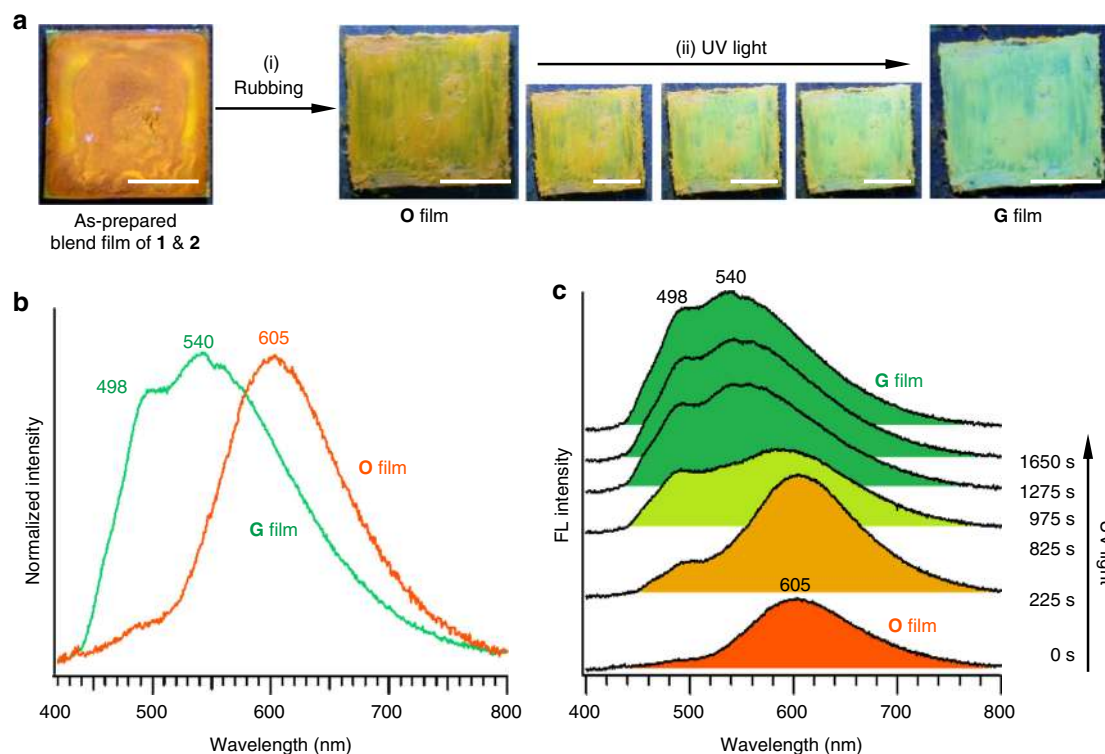 a
(i)
Rubbing
(ii) UV light
As-prepared
blend film of 1 & 2
O film
G film
b
498
540
605
O film
G film
Normalized intensity
400
500
600
700
800
Wavelength (nm)
c
498
540
G film
605
O film
1650 s
1275 s
975 s
825 s
225 s
0 s
UV light
FL intensity
400
500
600
700
800
Wavelength (nm)